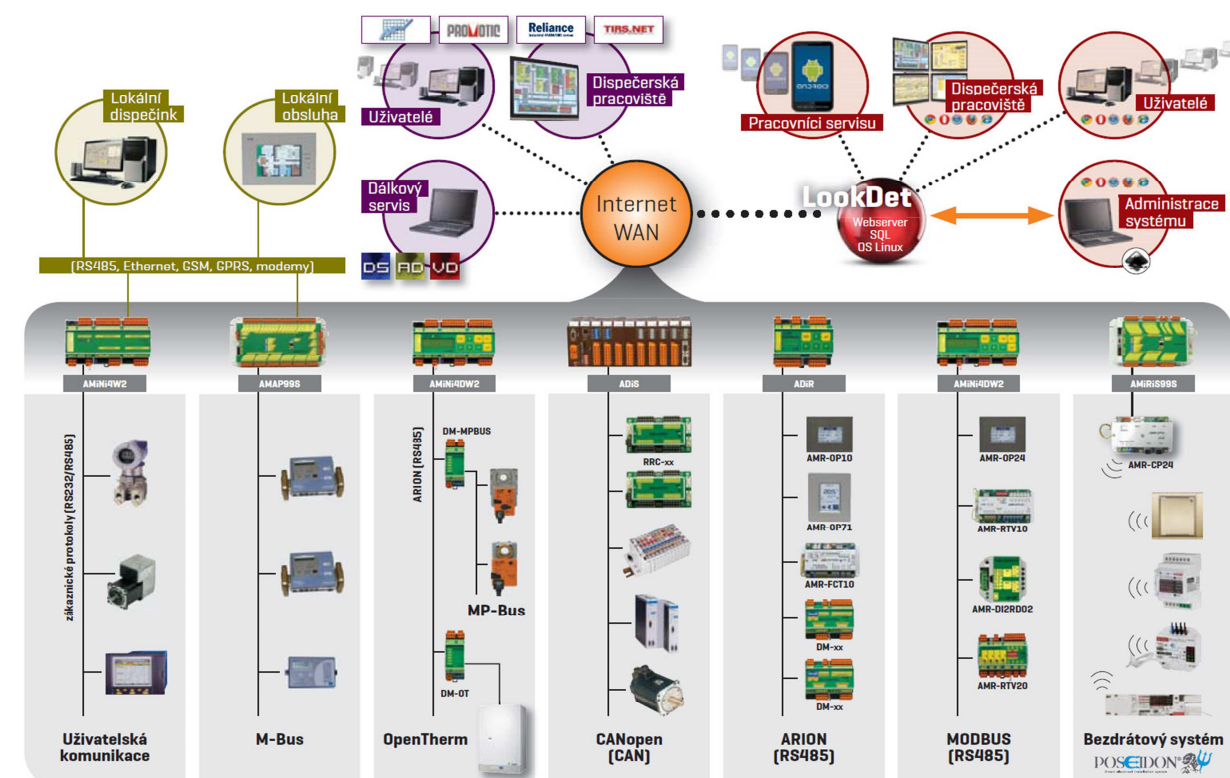 PROMOTIC
Reliance
TIRS.NET
Lokální
dispečink
Lokální
obsluha
Uživatelé
Dispečerská
pracoviště
ANDROID
Pracovníci servisu
Dispečerská
pracoviště
Uživatelé
Dálkový
servis
DS AD VD
Internet
WAN
LookDet
Webserver
SQL
OS Linux
Administrace
systému
(RS485, Ethernet, GSM, GPRS, modemy)
AMiNi4W2
AMAP99S
AMiNi4DW2
ADiS
ADiR
AMiNi4DW2
AMiRiS99S
zákaznické protokoly (RS232/RS485)
Uživatelská
komunikace
M-Bus
ARION (RS485)
DM-MPBUS
MP-Bus
DM-OT
OpenTherm
RRC-xx
CANopen
(CAN)
AMR-OP10
AMR-OP71
AMR-FCT10
DM-xx
DM-xx
ARION
(RS485)
AMR-OP24
AMR-RTV10
AMR-DI2RDO2
AMR-RTV20
MODBUS
(RS485)
AMR-CP24
Bezdrátový systém
POSEIDON®